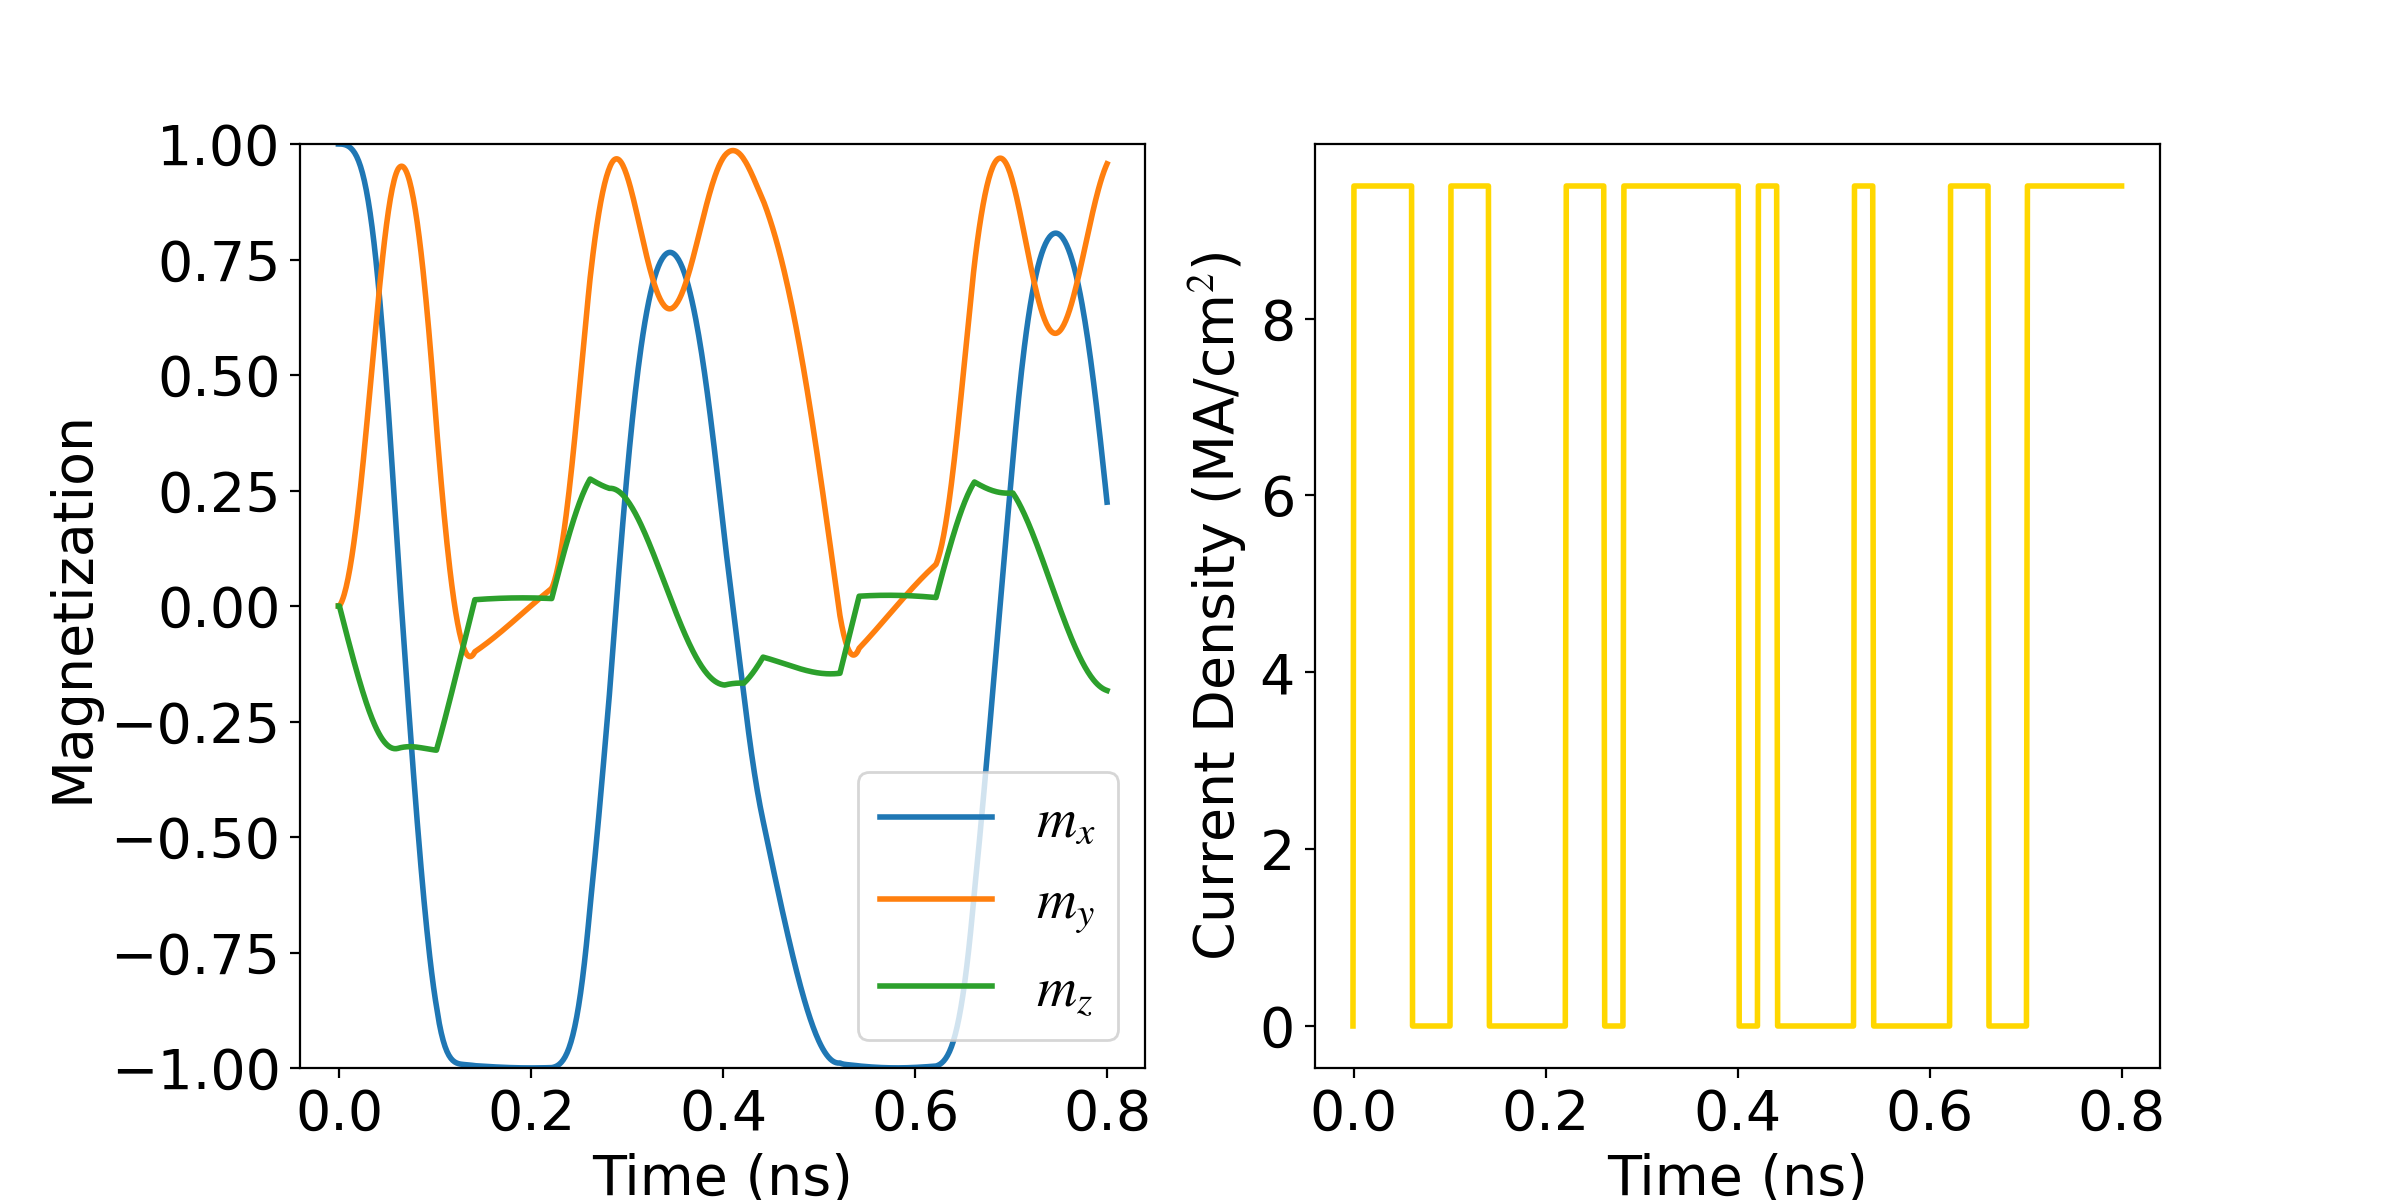 1.00
0.75
0.50
0.25
0.00
−0.25
−0.50
−0.75
−1.00
Magnetization
0.0 0.2 0.4 0.6 0.8
Time (ns)
m_x
m_y
m_z
8
6
4
2
0
Current Density (MA/cm²)
0.0 0.2 0.4 0.6 0.8
Time (ns)